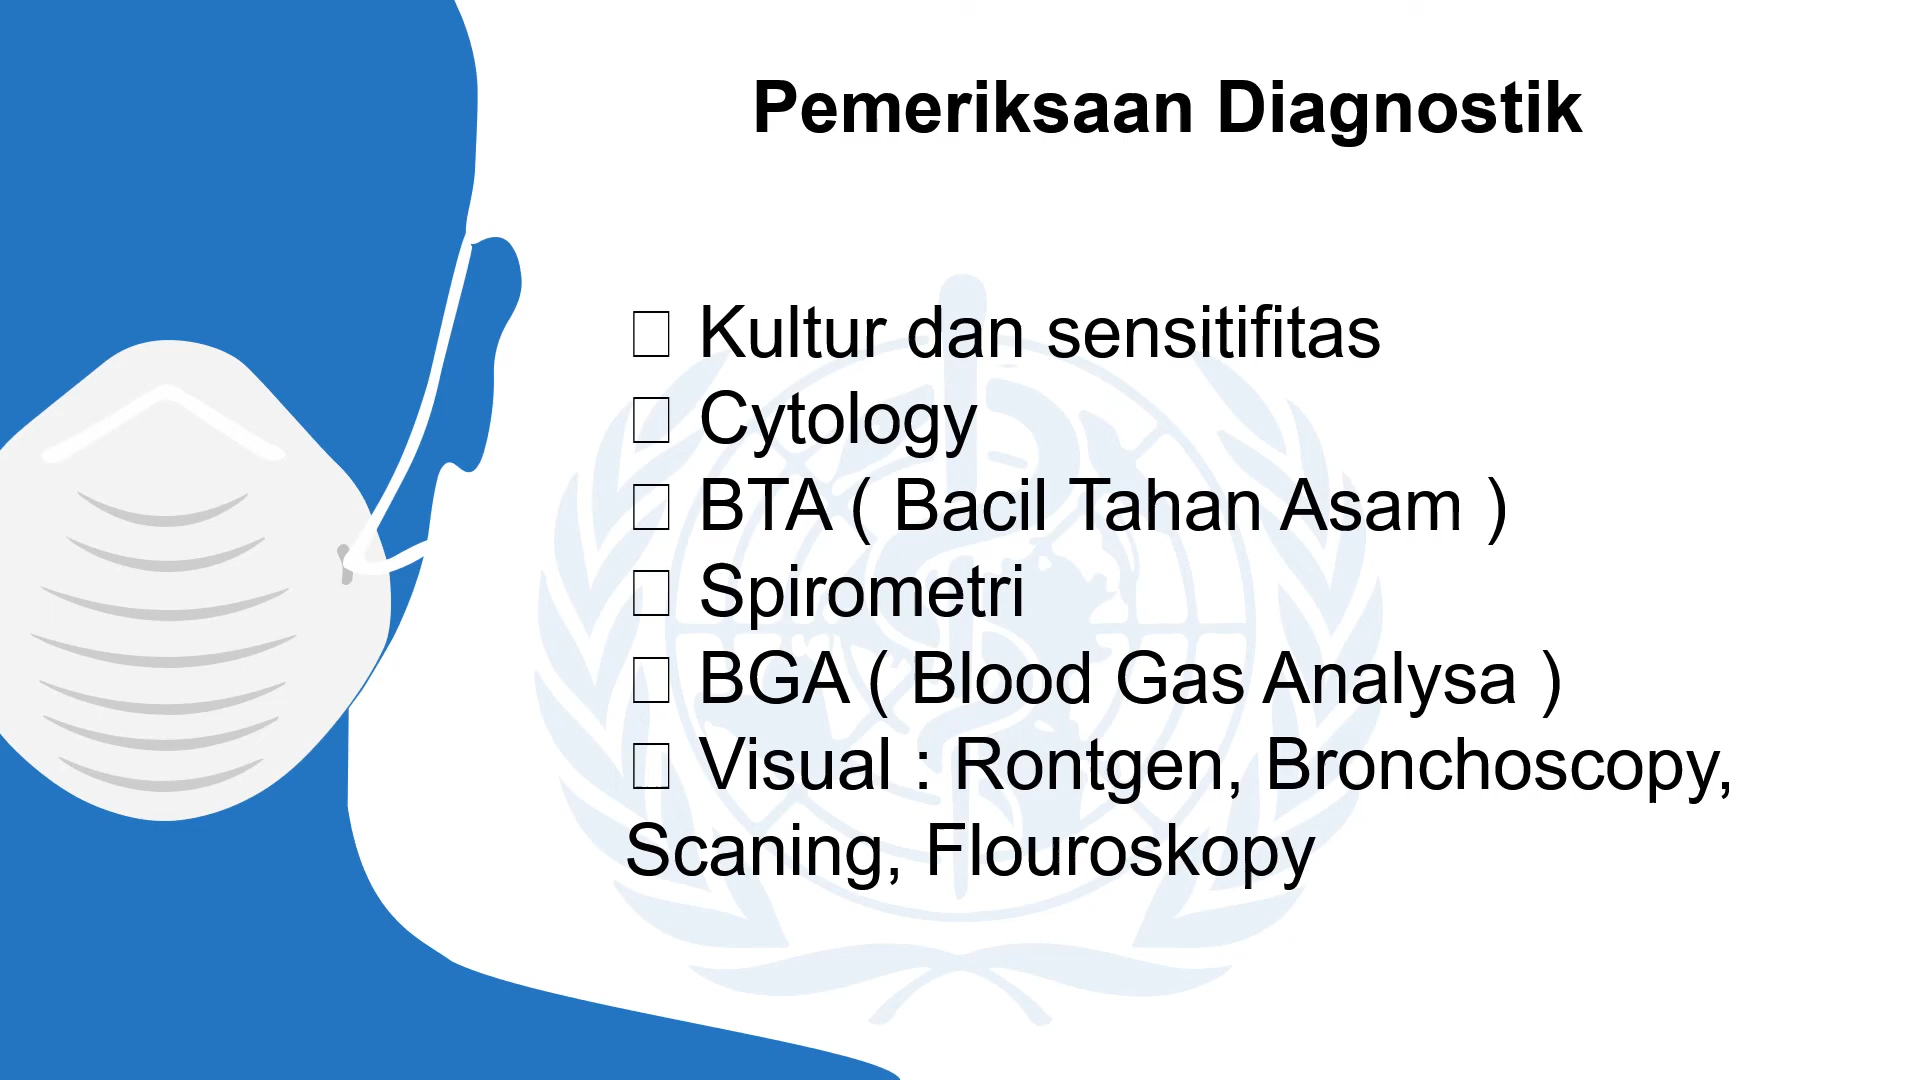 Pemeriksaan Diagnostik
 Kultur dan sensitifitas
 Cytology
 BTA ( Bacil Tahan Asam )
 Spirometri
 BGA ( Blood Gas Analysa )
 Visual : Rontgen, Bronchoscopy,
Scaning, Flouroskopy